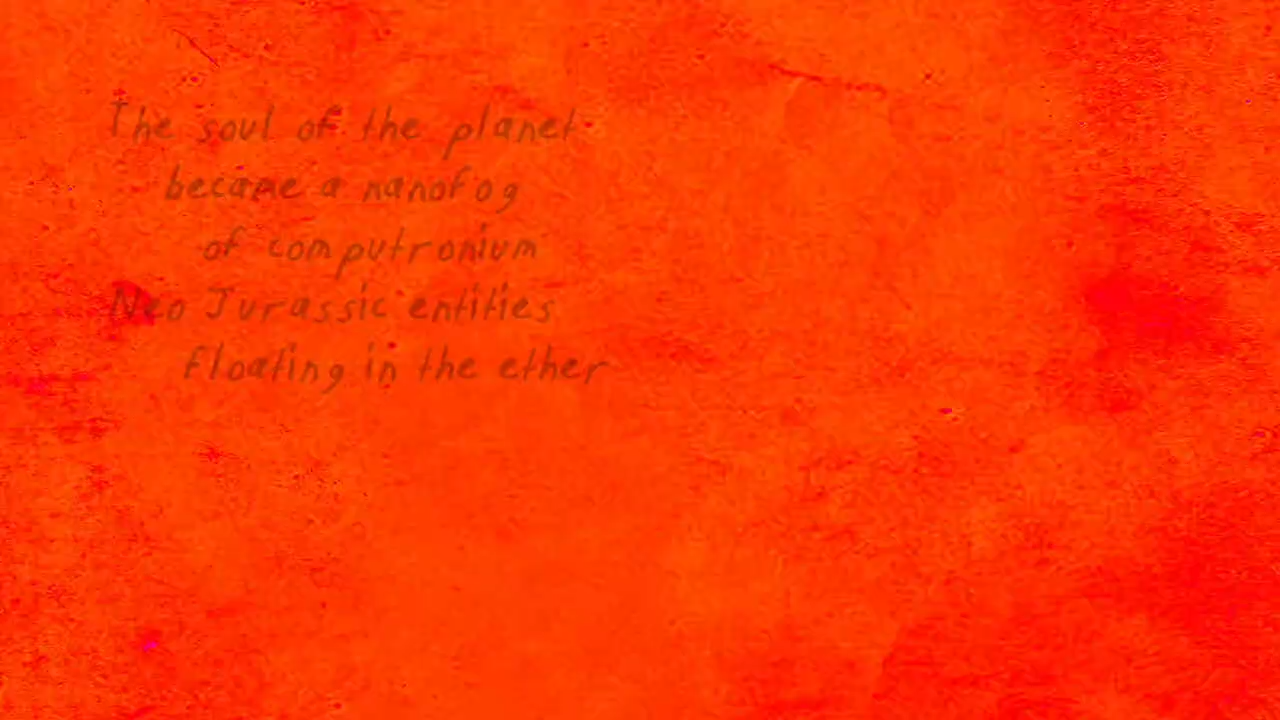 The soul of the planet
became a nanofog
of computronium
Neo Jurassic entities
floating in the ether